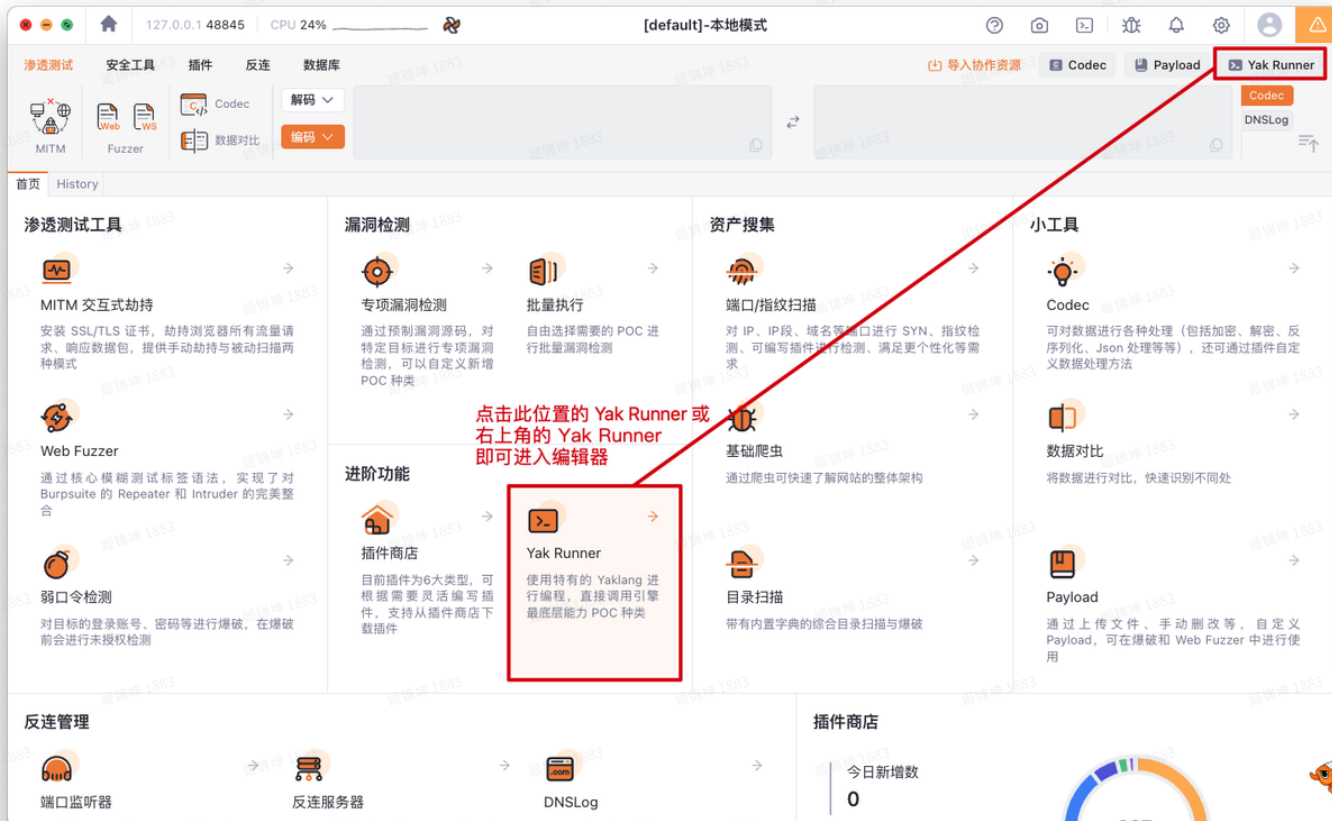 127.0.0.1 48845
CPU 24%
[default]-本地模式
渗透测试
安全工具
插件
反连
数据库
导入协作资源
Codec
Payload
Yak Runner
MITM
Web
WS
Fuzzer
Codec
数据对比
解码
编码
Codec
DNSLog
首页
History
渗透测试工具
MITM 交互式劫持
安装 SSL/TLS 证书，劫持浏览器所有流量请
求、响应数据包，提供手动劫持与被动扫描两
种模式
Web Fuzzer
通过核心模糊测试标签语法，实现了对
Burpsuite 的 Repeater 和 Intruder 的完美整
合
弱口令检测
对目标的登录账号、密码等进行爆破，在爆破
前会进行未授权检测
漏洞检测
专项漏洞检测
通过预制漏洞源码，对
特定目标进行专项漏洞
检测，可以自定义新增
POC 种类
批量执行
自由选择需要的 POC 进
行批量漏洞检测
点击此位置的 Yak Runner 或
右上角的 Yak Runner
即可进入编辑器
进阶功能
插件商店
目前插件为6大类型，可
根据需要灵活编写插
件，支持从插件商店下
载插件
Yak Runner
使用特有的 Yaklang 进
行编程，直接调用引擎
最底层能力 POC 种类
资产搜集
端口/指纹扫描
对 IP、IP段、域名等端口进行 SYN、指纹检
测、可编写插件进行检测、满足更个性化等需
求
基础爬虫
通过爬虫可快速了解网站的整体架构
目录扫描
带有内置字典的综合目录扫描与爆破
小工具
Codec
可对数据进行各种处理（包括加密、解密、反
序列化、Json 处理等等），还可通过插件自定
义数据处理方法
数据对比
将数据进行对比，快速识别不同处
Payload
通过上传文件、手动删改等，自定义
Payload，可在爆破和 Web Fuzzer 中进行使
用
反连管理
端口监听器
反连服务器
.com
DNSLog
插件商店
今日新增数
0
姬锦坤 1883